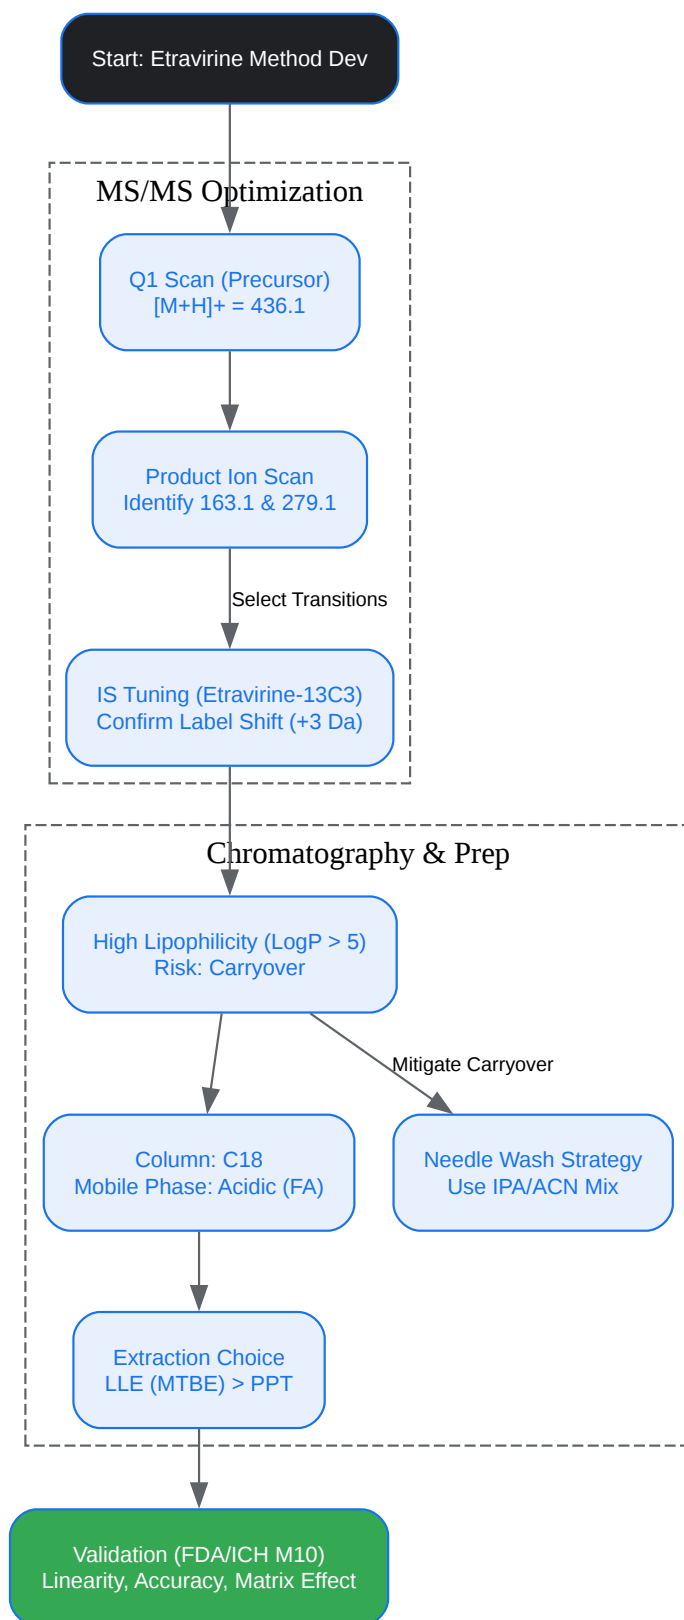 Start: Etravirine Method Dev
MS/MS Optimization
Q1 Scan (Precursor)
[M+H]+ = 436.1
Product Ion Scan
Identify 163.1 & 279.1
Select Transitions
IS Tuning (Etravirine-13C3)
Confirm Label Shift (+3 Da)
Chromatography & Prep
High Lipophilicity (LogP > 5)
Risk: Carryover
Mitigate Carryover
Column: C18
Mobile Phase: Acidic (FA)
Needle Wash Strategy
Use IPA/ACN Mix
Extraction Choice
LLE (MTBE) > PPT
Validation (FDA/ICH M10)
Linearity, Accuracy, Matrix Effect